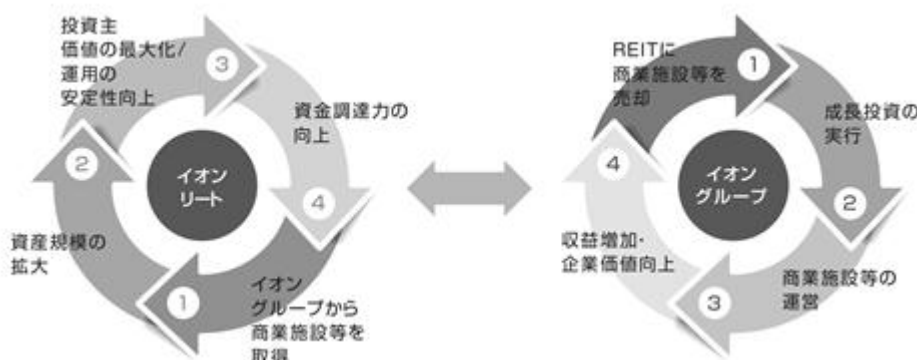 投資主
価値の最大化/
運用の
安定性向上
3
資金調達力の
向上
4
イオン
グループから
商業施設等を
取得
1
資産規模の
拡大
2
イオン
リート
REITに
商業施設等を
売却
1
成長投資の
実行
2
商業施設等の
運営
3
収益増加・
企業価値向上
4
イオン
グループ